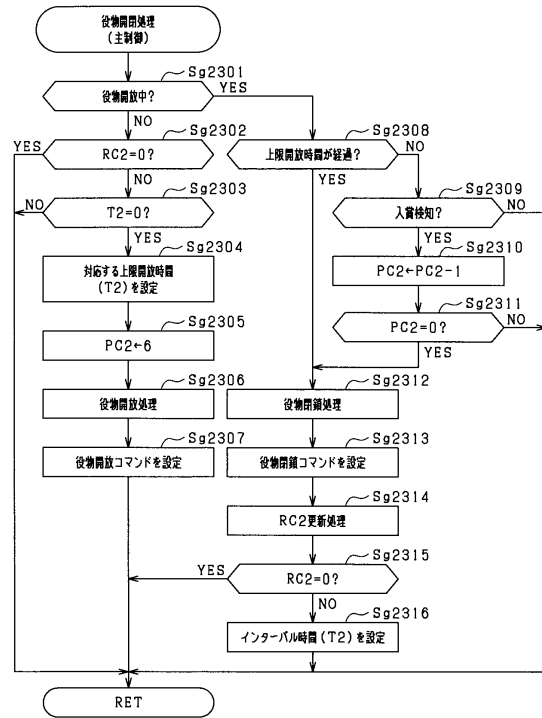 役物開閉処理
(主制御)
Sg2301
役物開放中?
YES
NO
Sg2302
RC2=0?
YES
NO
Sg2303
T2=0?
NO
YES
Sg2304
対応する上限開放時間
(T2)を設定
Sg2305
PC2←6
Sg2306
役物開放処理
Sg2307
役物開放コマンドを設定
Sg2308
上限開放時間が経過?
NO
YES
Sg2309
入賞検知?
NO
YES
Sg2310
PC2←PC2-1
Sg2311
PC2=0?
NO
YES
Sg2312
役物閉鎖処理
Sg2313
役物閉鎖コマンドを設定
Sg2314
RC2更新処理
Sg2315
RC2=0?
YES
NO
Sg2316
インターバル時間(T2)を設定
RET